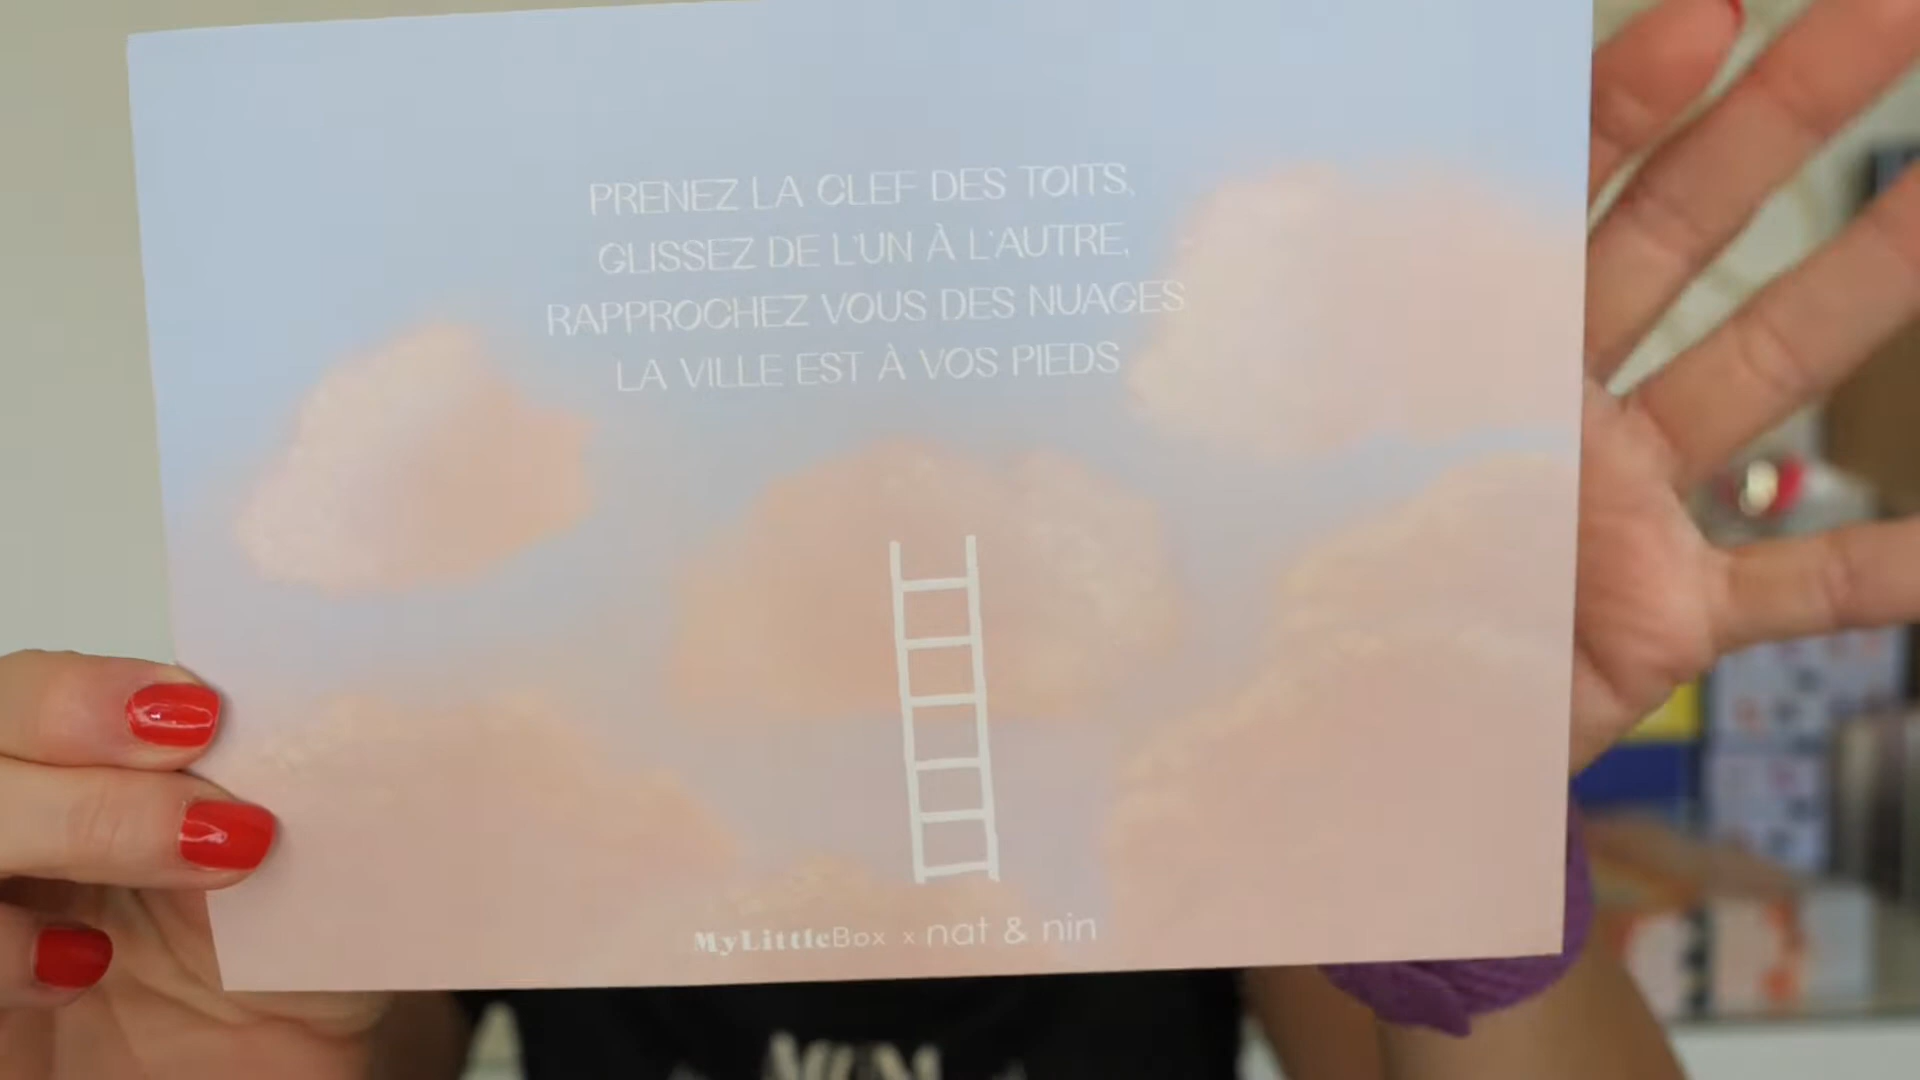 PRENEZ LA CLEF DES TOITS,
GLISSEZ DE L'UN À L'AUTRE,
RAPPROCHEZ VOUS DES NUAGES
LA VILLE EST À VOS PIEDS
MyLittleBox x nat & nin
MUM